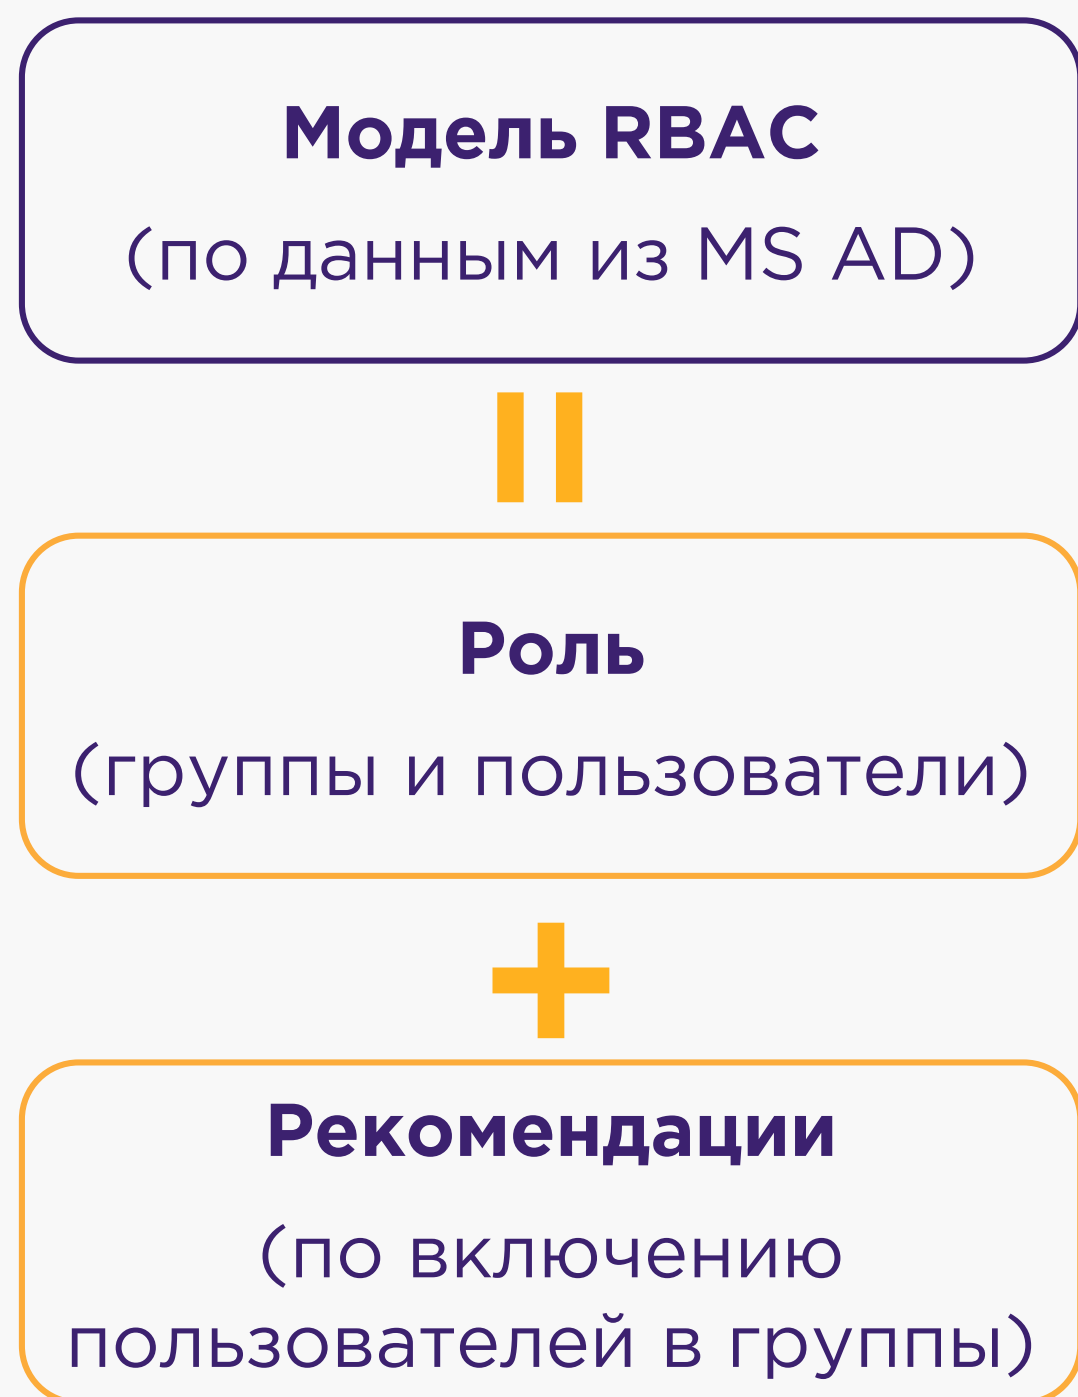 Модель RBAC
(по данным из MS AD)
=
Роль
(группы и пользователи)
+
Рекомендации
(по включению
пользователей в группы)